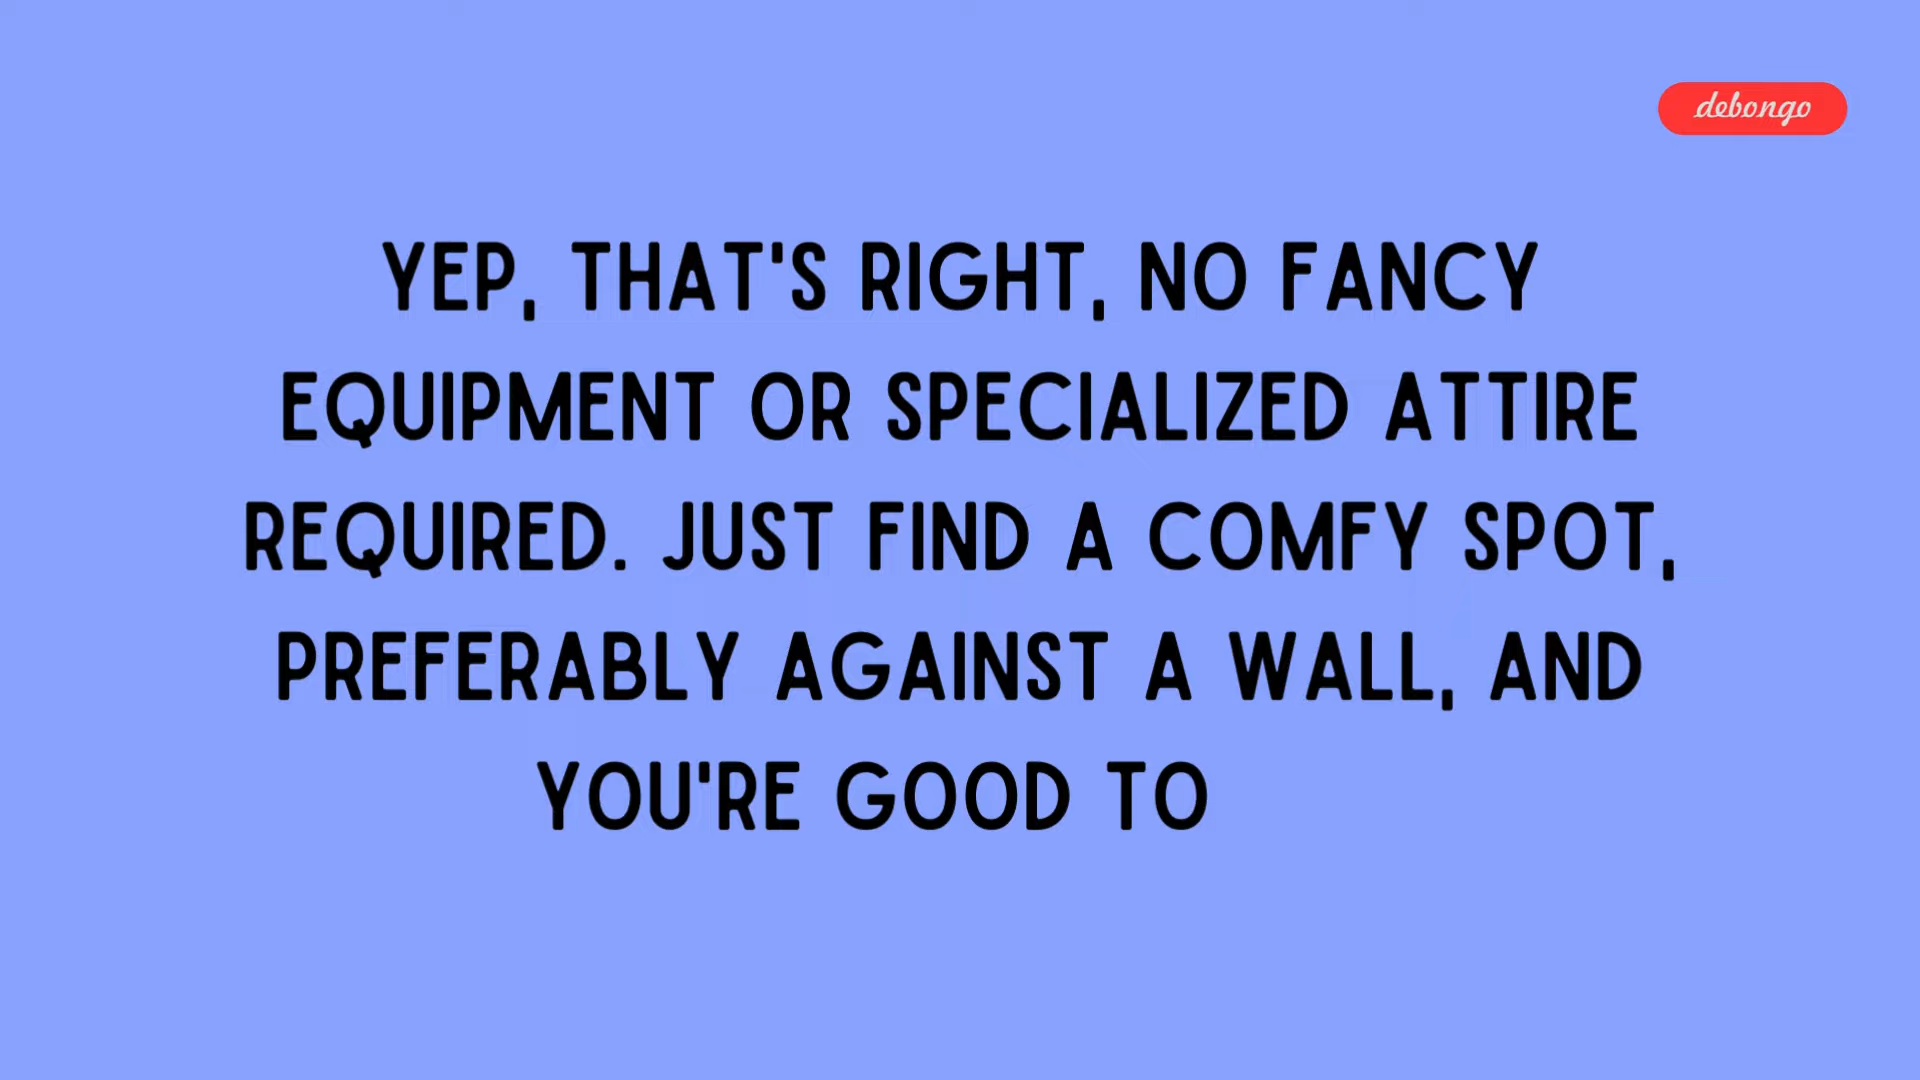 debongo
YEP, THAT'S RIGHT, NO FANCY
EQUIPMENT OR SPECIALIZED ATTIRE
REQUIRED. JUST FIND A COMFY SPOT,
PREFERABLY AGAINST A WALL, AND
YOU'RE GOOD TO